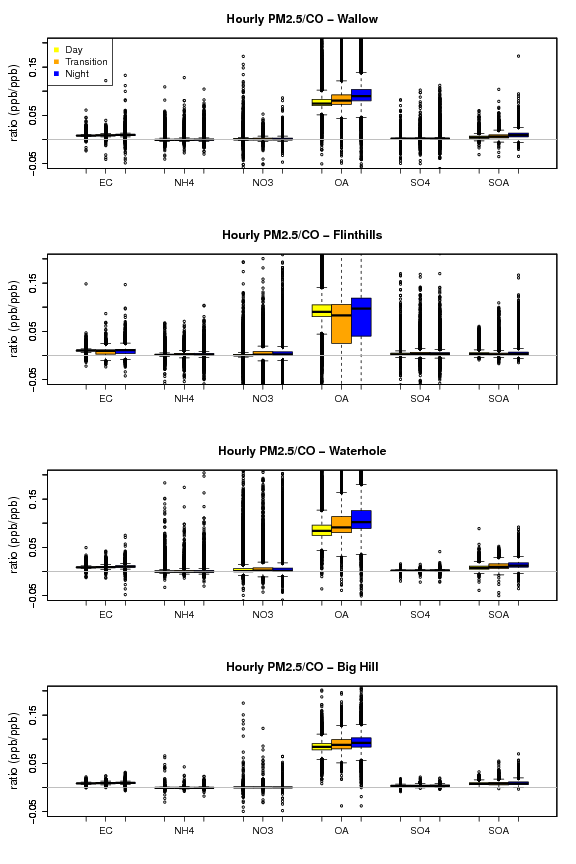 Hourly PM2.5/CO − Wallow
ratio (ppb/ppb)
−0.05 0.05 0.15
Day
Transition
Night
EC NH4 NO3 OA SO4 SOA
Hourly PM2.5/CO − Flinthills
ratio (ppb/ppb)
−0.05 0.05 0.15
EC NH4 NO3 OA SO4 SOA
Hourly PM2.5/CO − Waterhole
ratio (ppb/ppb)
−0.05 0.05 0.15
EC NH4 NO3 OA SO4 SOA
Hourly PM2.5/CO − Big Hill
ratio (ppb/ppb)
−0.05 0.05 0.15
EC NH4 NO3 OA SO4 SOA